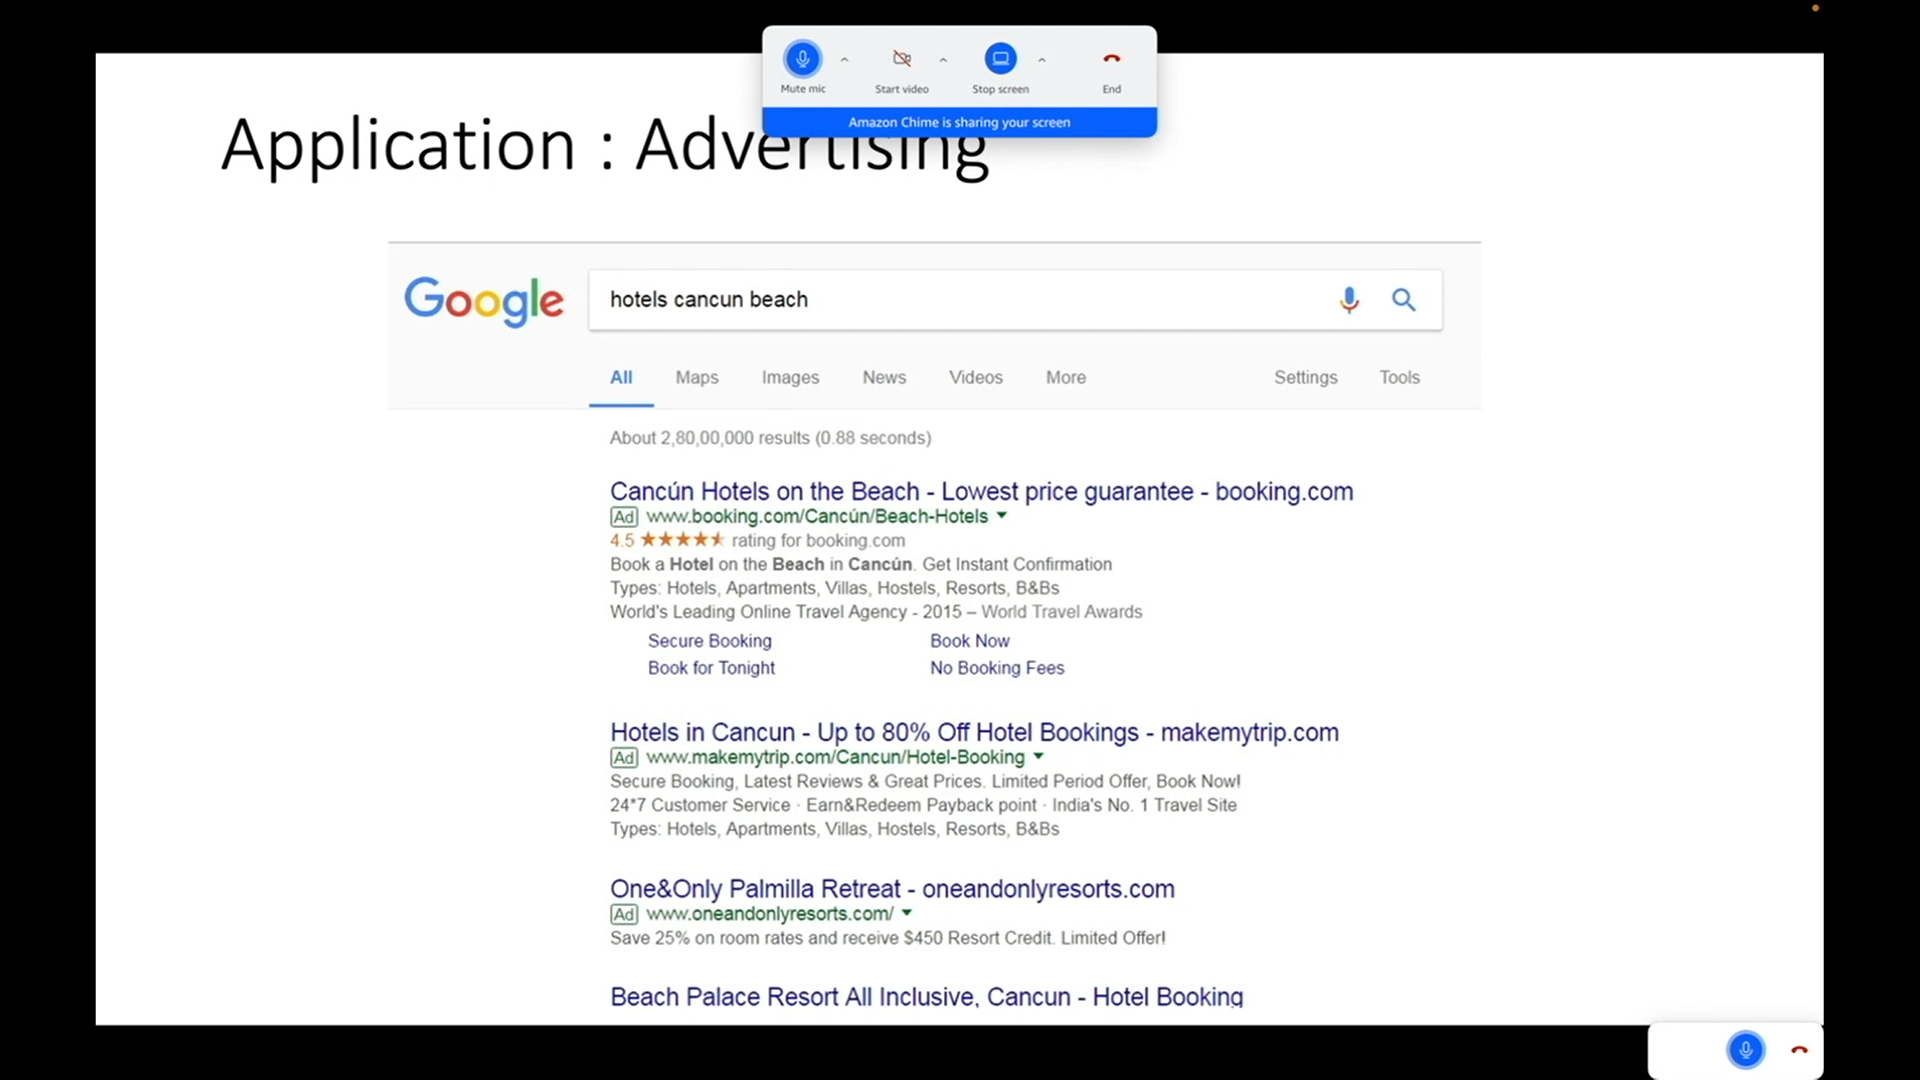 Mute mic
Start video
Stop screen
End
Amazon Chime is sharing your screen
Application : Advertising
Google
hotels cancun beach
All
Maps
Images
News
Videos
More
Settings
Tools
About 2,80,00,000 results (0.88 seconds)
Cancún Hotels on the Beach - Lowest price guarantee - booking.com
Ad www.booking.com/Cancún/Beach-Hotels
4.5 rating for booking.com
Book a Hotel on the Beach in Cancún. Get Instant Confirmation
Types: Hotels, Apartments, Villas, Hostels, Resorts, B&Bs
World's Leading Online Travel Agency - 2015 – World Travel Awards
Secure Booking
Book Now
Book for Tonight
No Booking Fees
Hotels in Cancun - Up to 80% Off Hotel Bookings - makemytrip.com
Ad www.makemytrip.com/Cancun/Hotel-Booking
Secure Booking, Latest Reviews & Great Prices. Limited Period Offer, Book Now!
24*7 Customer Service · Earn&Redeem Payback point · India's No. 1 Travel Site
Types: Hotels, Apartments, Villas, Hostels, Resorts, B&Bs
One&Only Palmilla Retreat - oneandonlyresorts.com
Ad www.oneandonlyresorts.com/
Save 25% on room rates and receive $450 Resort Credit. Limited Offer!
Beach Palace Resort All Inclusive, Cancun - Hotel Booking